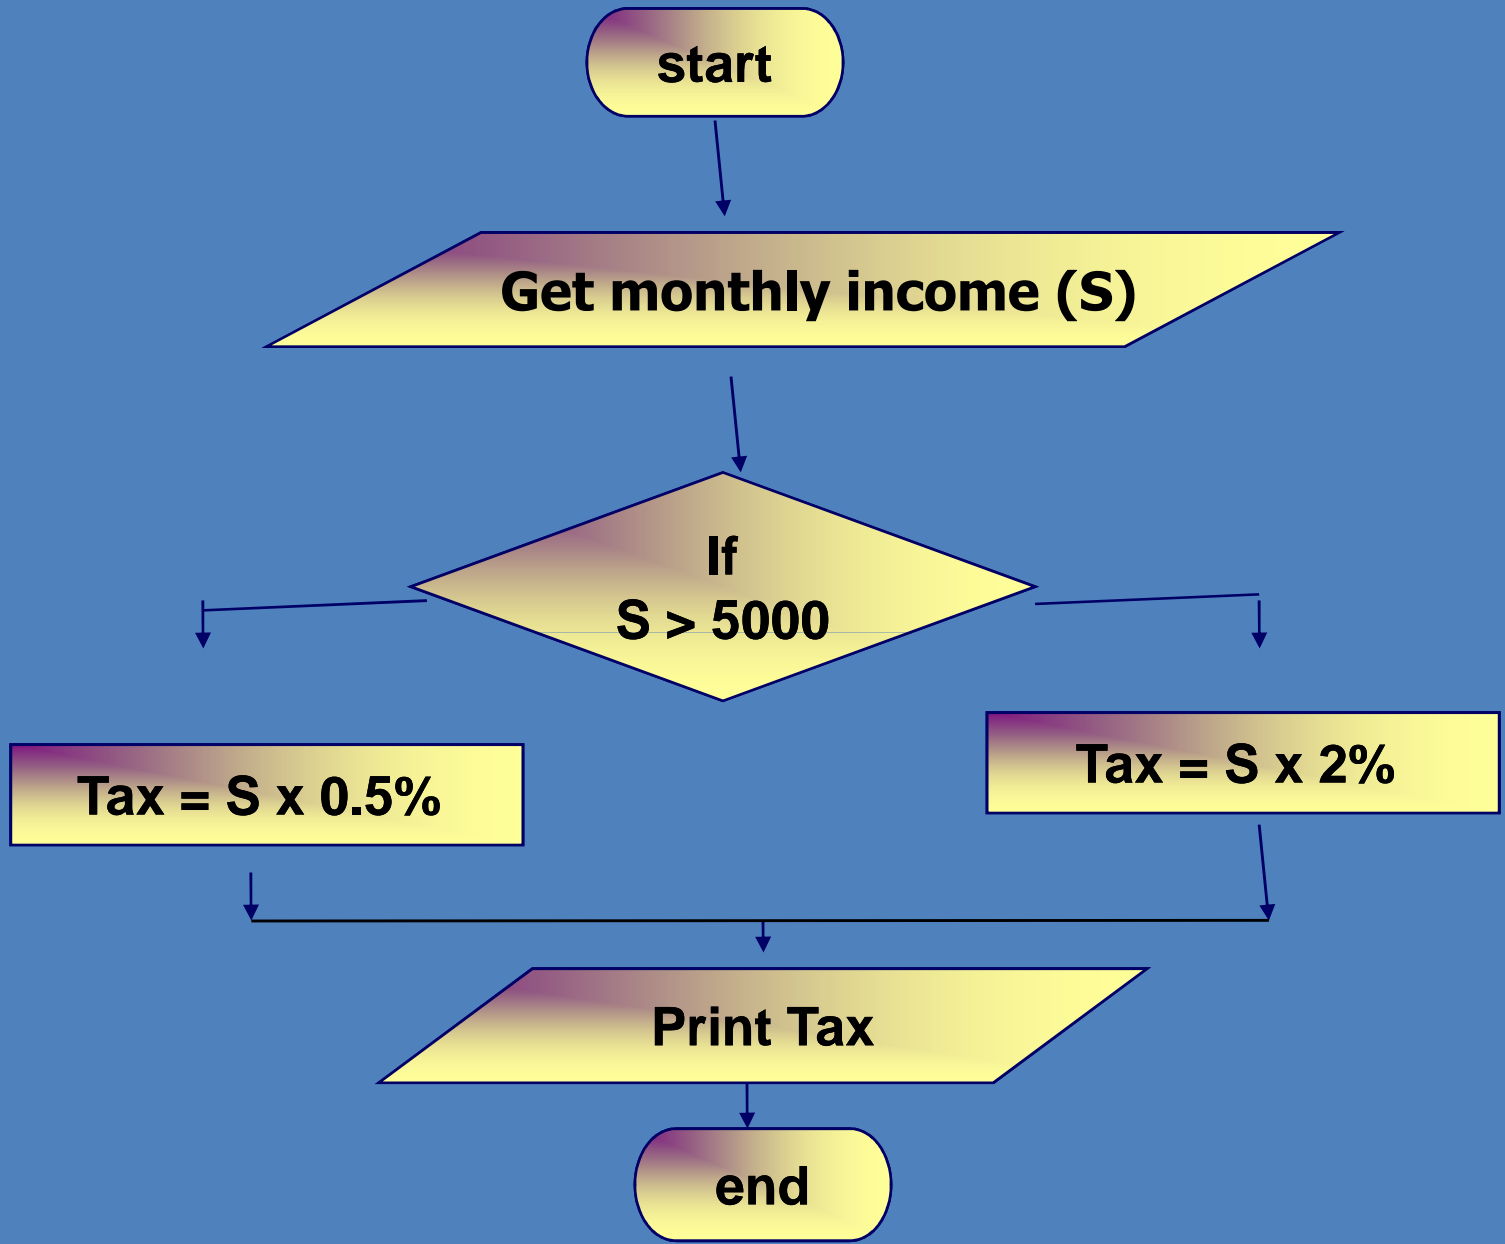 start
Get monthly income (S)
If
S > 5000
Tax = S x 0.5%
Tax = S x 2%
Print Tax
end